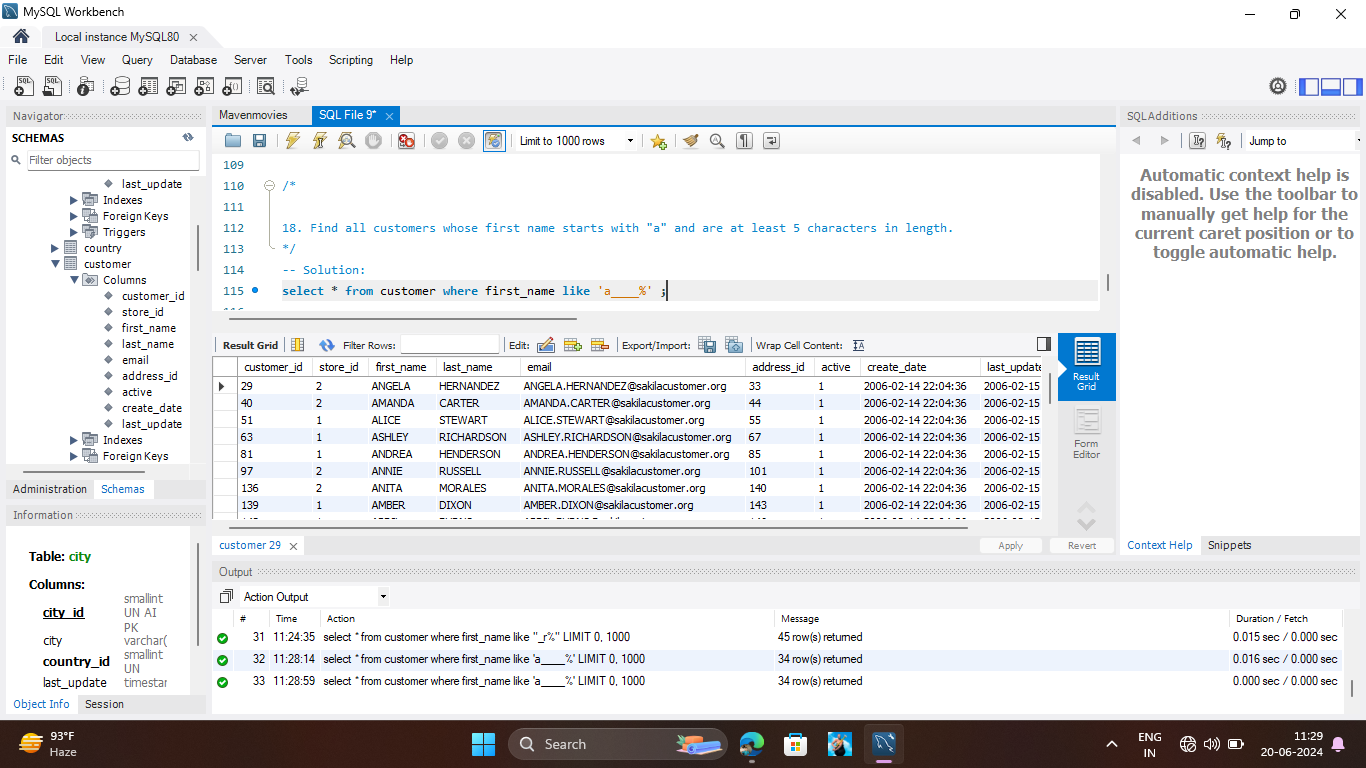 MySQL Workbench
Local instance MySQL80
File Edit View Query Database Server Tools Scripting Help
Navigator
SCHEMAS
Filter objects
last_update
Indexes
Foreign Keys
Triggers
country
customer
Columns
customer_id
store_id
first_name
last_name
email
address_id
active
create_date
last_update
Indexes
Foreign Keys
Administration Schemas
Information
Table: city
Columns:
city_id smallint UN AI PK
city varchar(
country_id smallint UN
last_update timestar
Object Info Session
Mavenmovies SQL File 9*
Limit to 1000 rows
109
110 /*
111
112 18. Find all customers whose first name starts with "a" and are at least 5 characters in length.
113 */
114 -- Solution:
115 select * from customer where first_name like 'a____%' ;
Result Grid Filter Rows: Edit: Export/Import: Wrap Cell Content:
customer_id store_id first_name last_name email address_id active create_date last_update
29 2 ANGELA HERNANDEZ ANGELA.HERNANDEZ@sakilacustomer.org 33 1 2006-02-14 22:04:36 2006-02-15
40 2 AMANDA CARTER AMANDA.CARTER@sakilacustomer.org 44 1 2006-02-14 22:04:36 2006-02-15
51 1 ALICE STEWART ALICE.STEWART@sakilacustomer.org 55 1 2006-02-14 22:04:36 2006-02-15
63 1 ASHLEY RICHARDSON ASHLEY.RICHARDSON@sakilacustomer.org 67 1 2006-02-14 22:04:36 2006-02-15
81 1 ANDREA HENDERSON ANDREA.HENDERSON@sakilacustomer.org 85 1 2006-02-14 22:04:36 2006-02-15
97 2 ANNIE RUSSELL ANNIE.RUSSELL@sakilacustomer.org 101 1 2006-02-14 22:04:36 2006-02-15
136 2 ANITA MORALES ANITA.MORALES@sakilacustomer.org 140 1 2006-02-14 22:04:36 2006-02-15
139 1 AMBER DIXON AMBER.DIXON@sakilacustomer.org 143 1 2006-02-14 22:04:36 2006-02-15
Result Grid
Form Editor
customer 29 Apply Revert
SQLAdditions
Jump to
Automatic context help is
disabled. Use the toolbar to
manually get help for the
current caret position or to
toggle automatic help.
Context Help Snippets
Output
Action Output
# Time Action Message Duration / Fetch
31 11:24:35 select * from customer where first_name like "_r%" LIMIT 0, 1000 45 row(s) returned 0.015 sec / 0.000 sec
32 11:28:14 select * from customer where first_name like 'a____%' LIMIT 0, 1000 34 row(s) returned 0.016 sec / 0.000 sec
33 11:28:59 select * from customer where first_name like 'a____%' LIMIT 0, 1000 34 row(s) returned 0.000 sec / 0.000 sec
93°F
Haze
Search
ENG
IN
11:29
20-06-2024